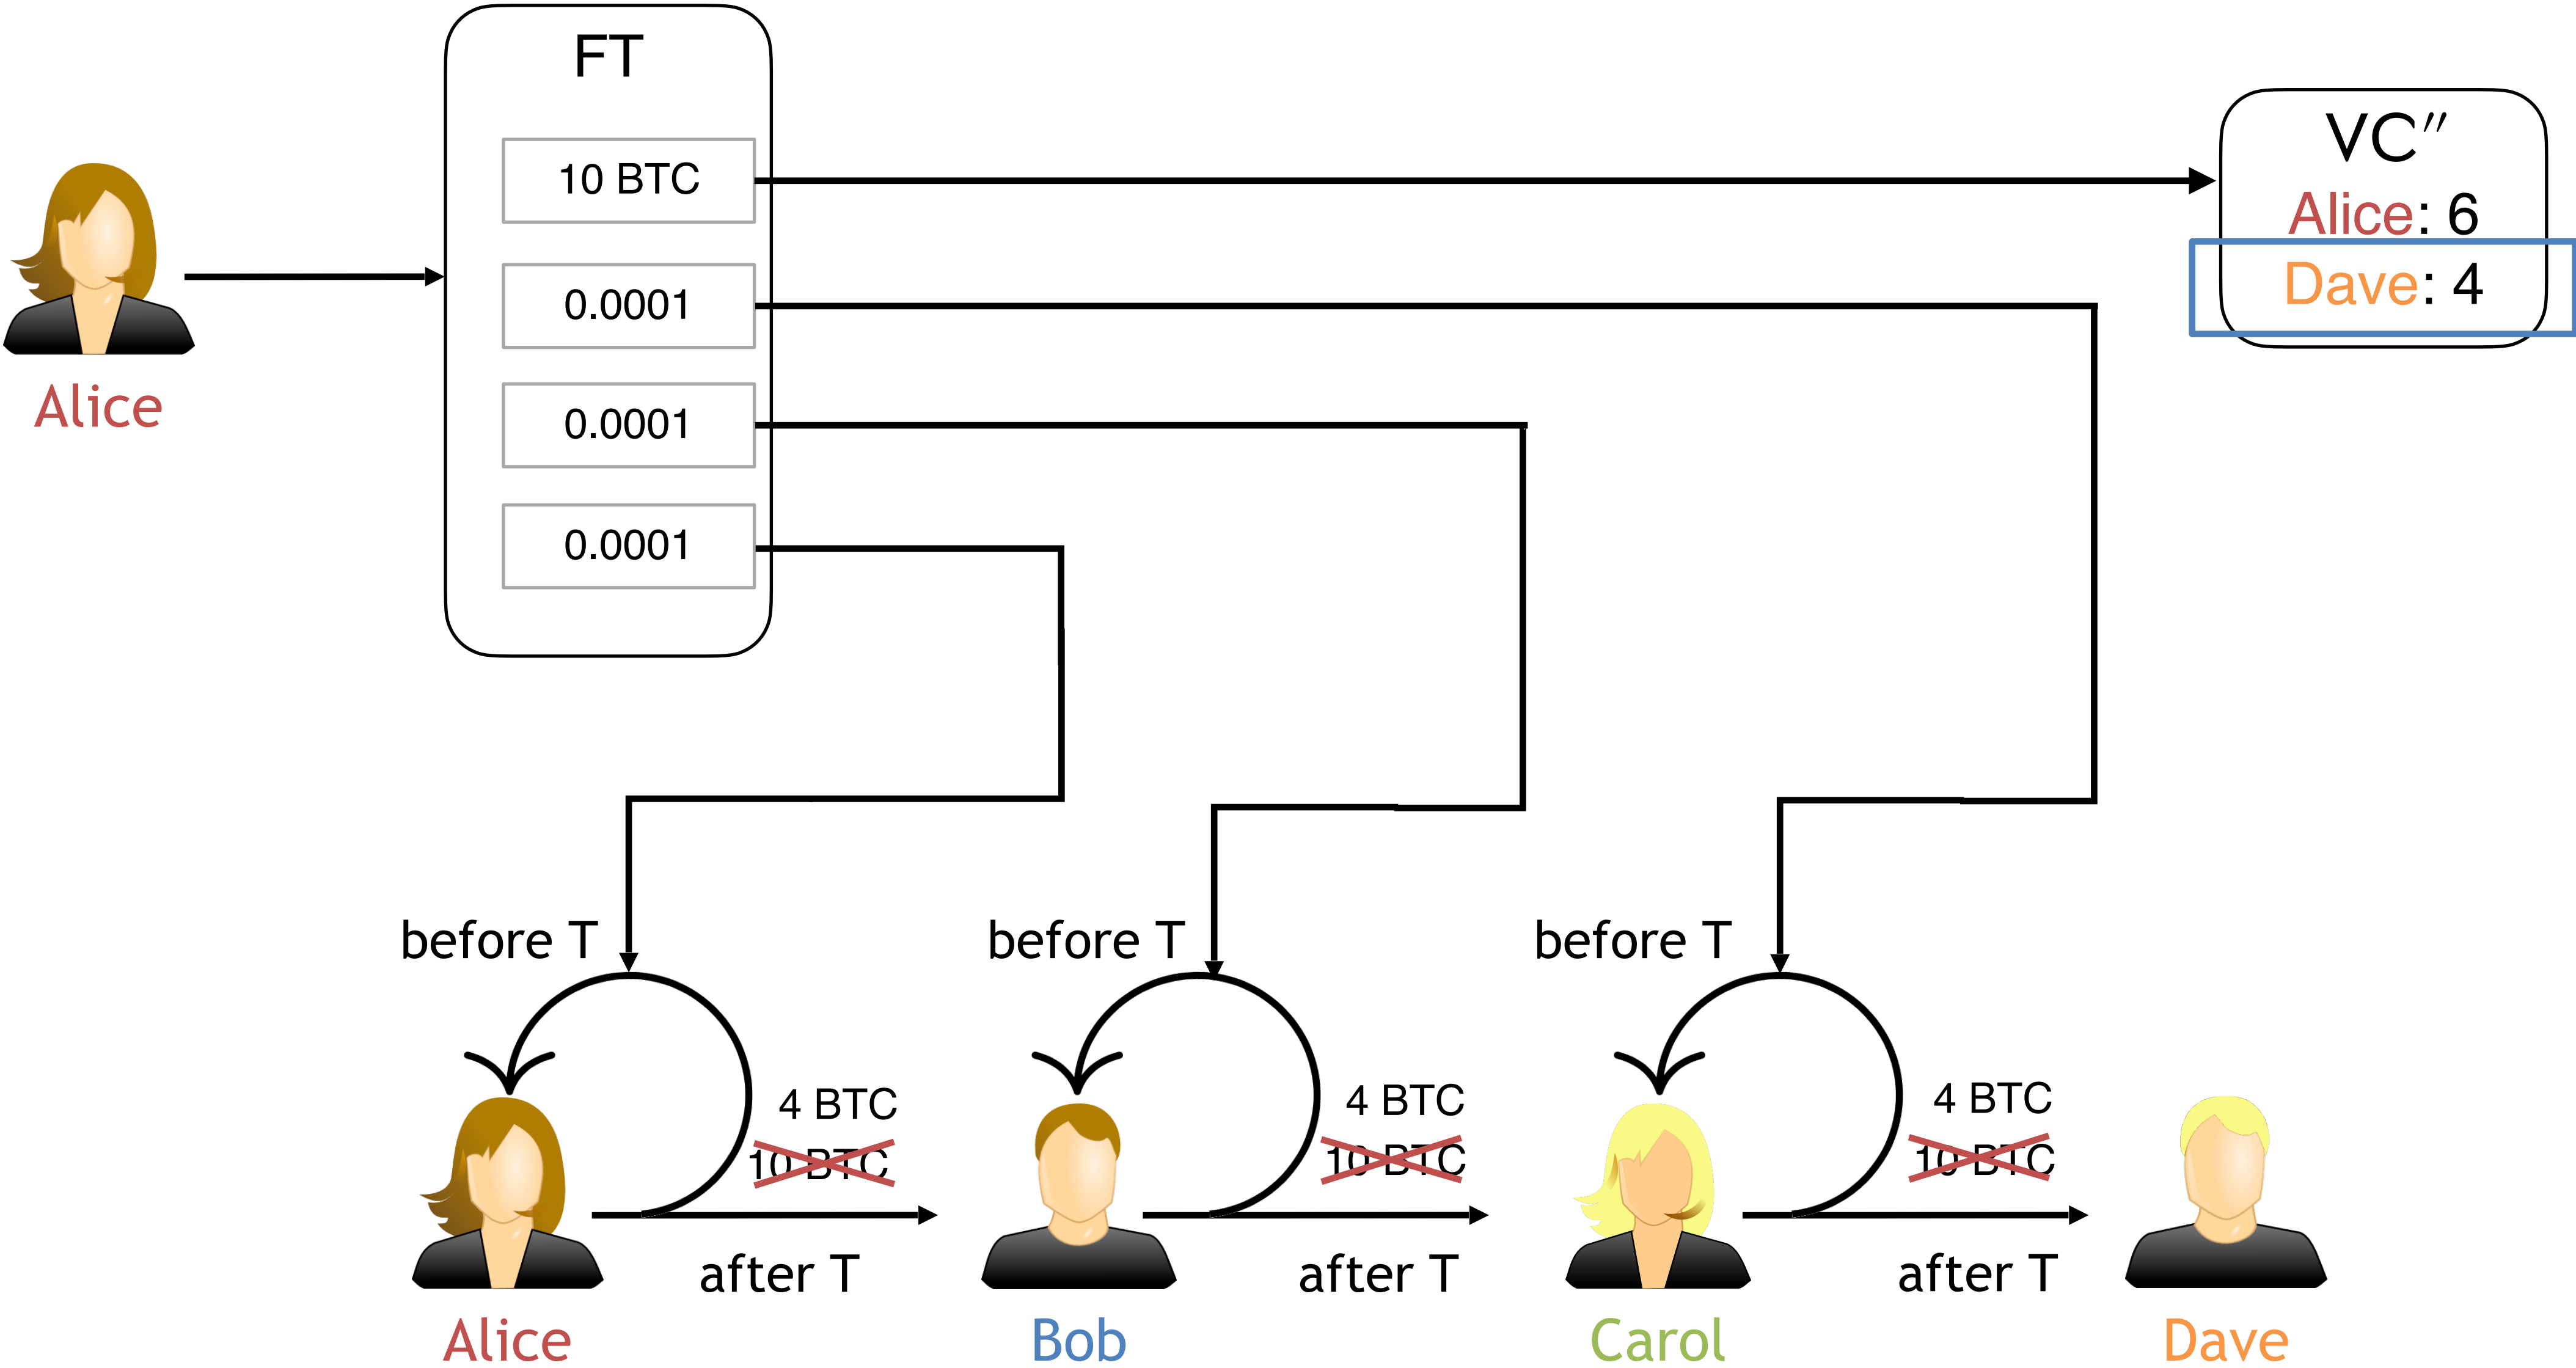 FT
10 BTC
0.0001
0.0001
0.0001
VC″
Alice: 6
Dave: 4
Alice
before T
before T
before T
4 BTC
10 BTC
4 BTC
10 BTC
4 BTC
10 BTC
after T
after T
after T
Alice
Bob
Carol
Dave